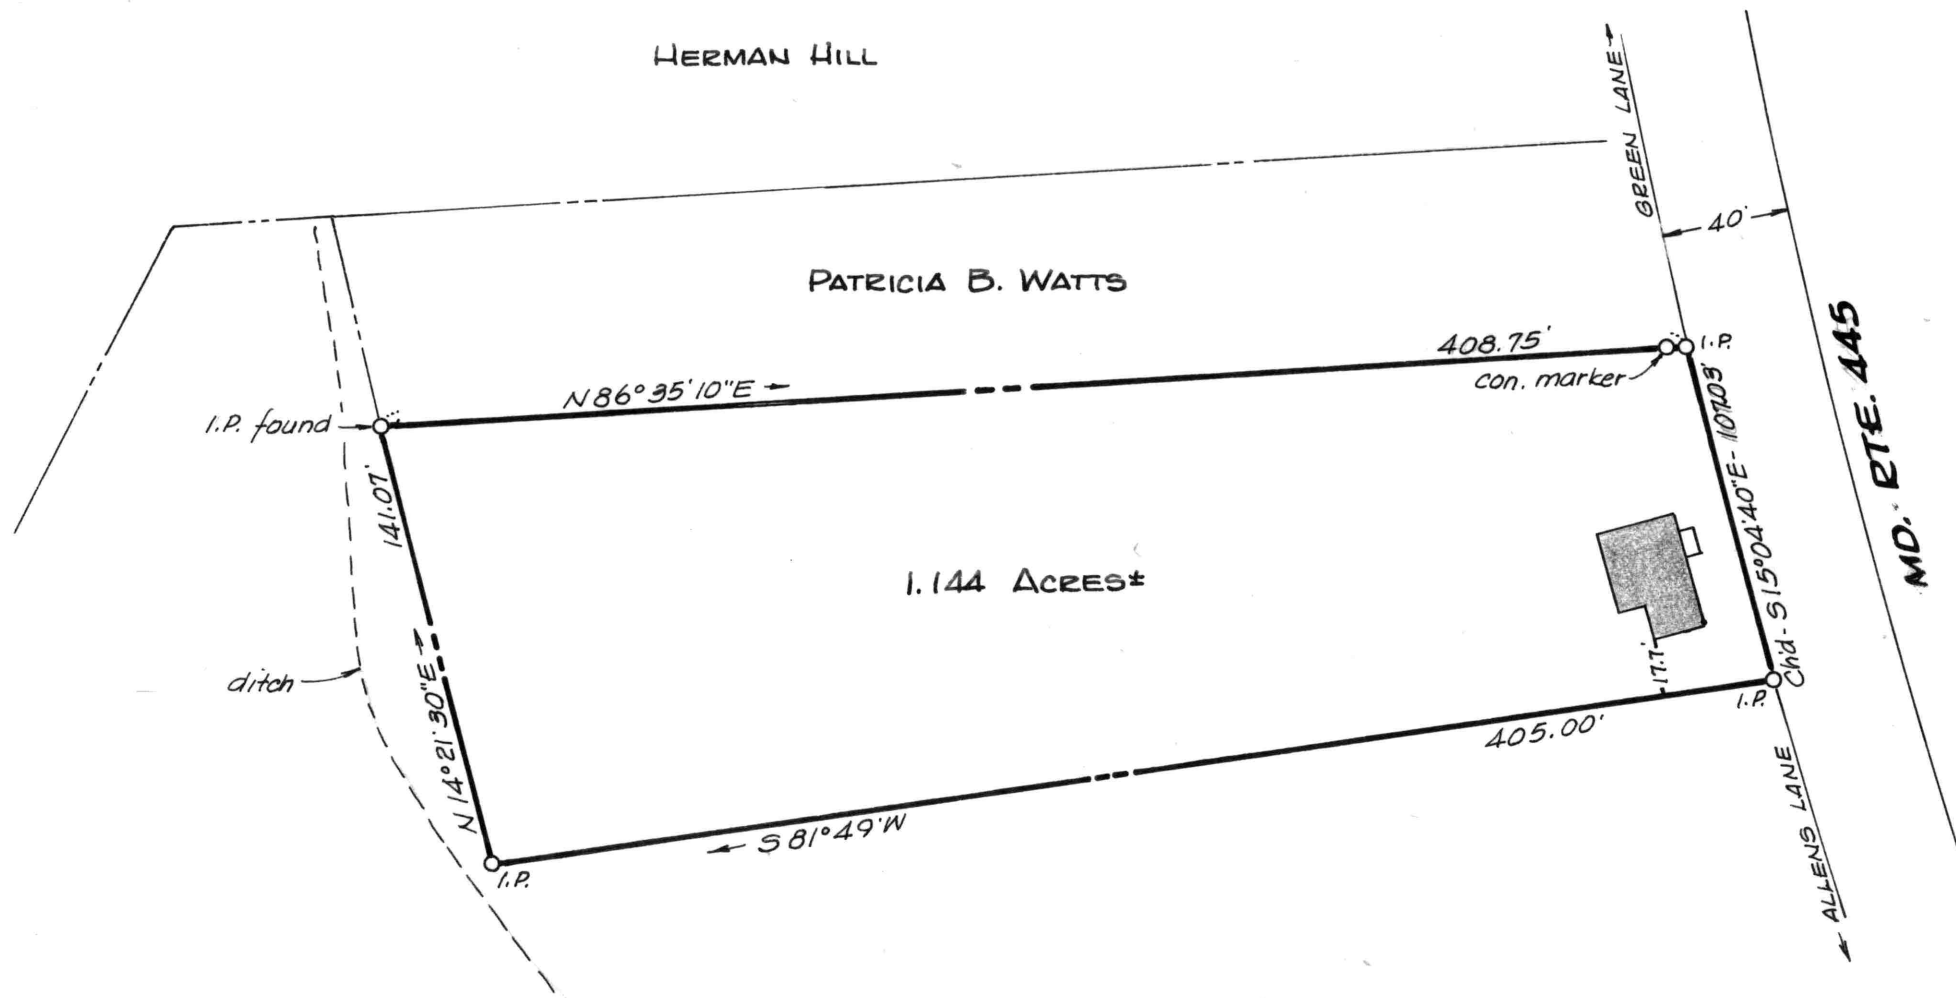 HERMAN HILL
GREEN LANE
40'
PATRICIA B. WATTS
MD. RTE. 445
408.75'
I.P.
con. marker
N 86° 35' 10" E
I.P. found
141.07'
Ch'd - S 15° 04' 40" E - 107.03'
1.144 ACRES±
17.7'
ditch
N 14° 21' 30" E
I.P.
405.00'
S 81° 49' W
I.P.
ALLENS LANE